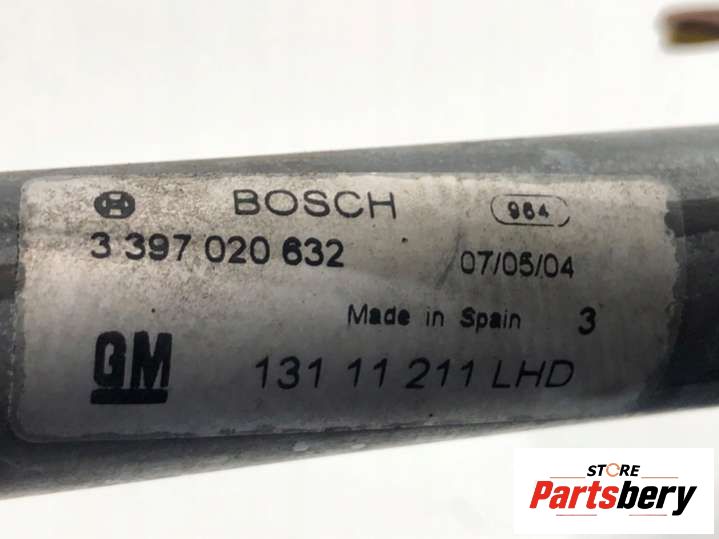 BOSCH 984
3 397 020 632 07/05/04
Made in Spain 3
GM 131 11 211 LHD
STORE
Partsbery